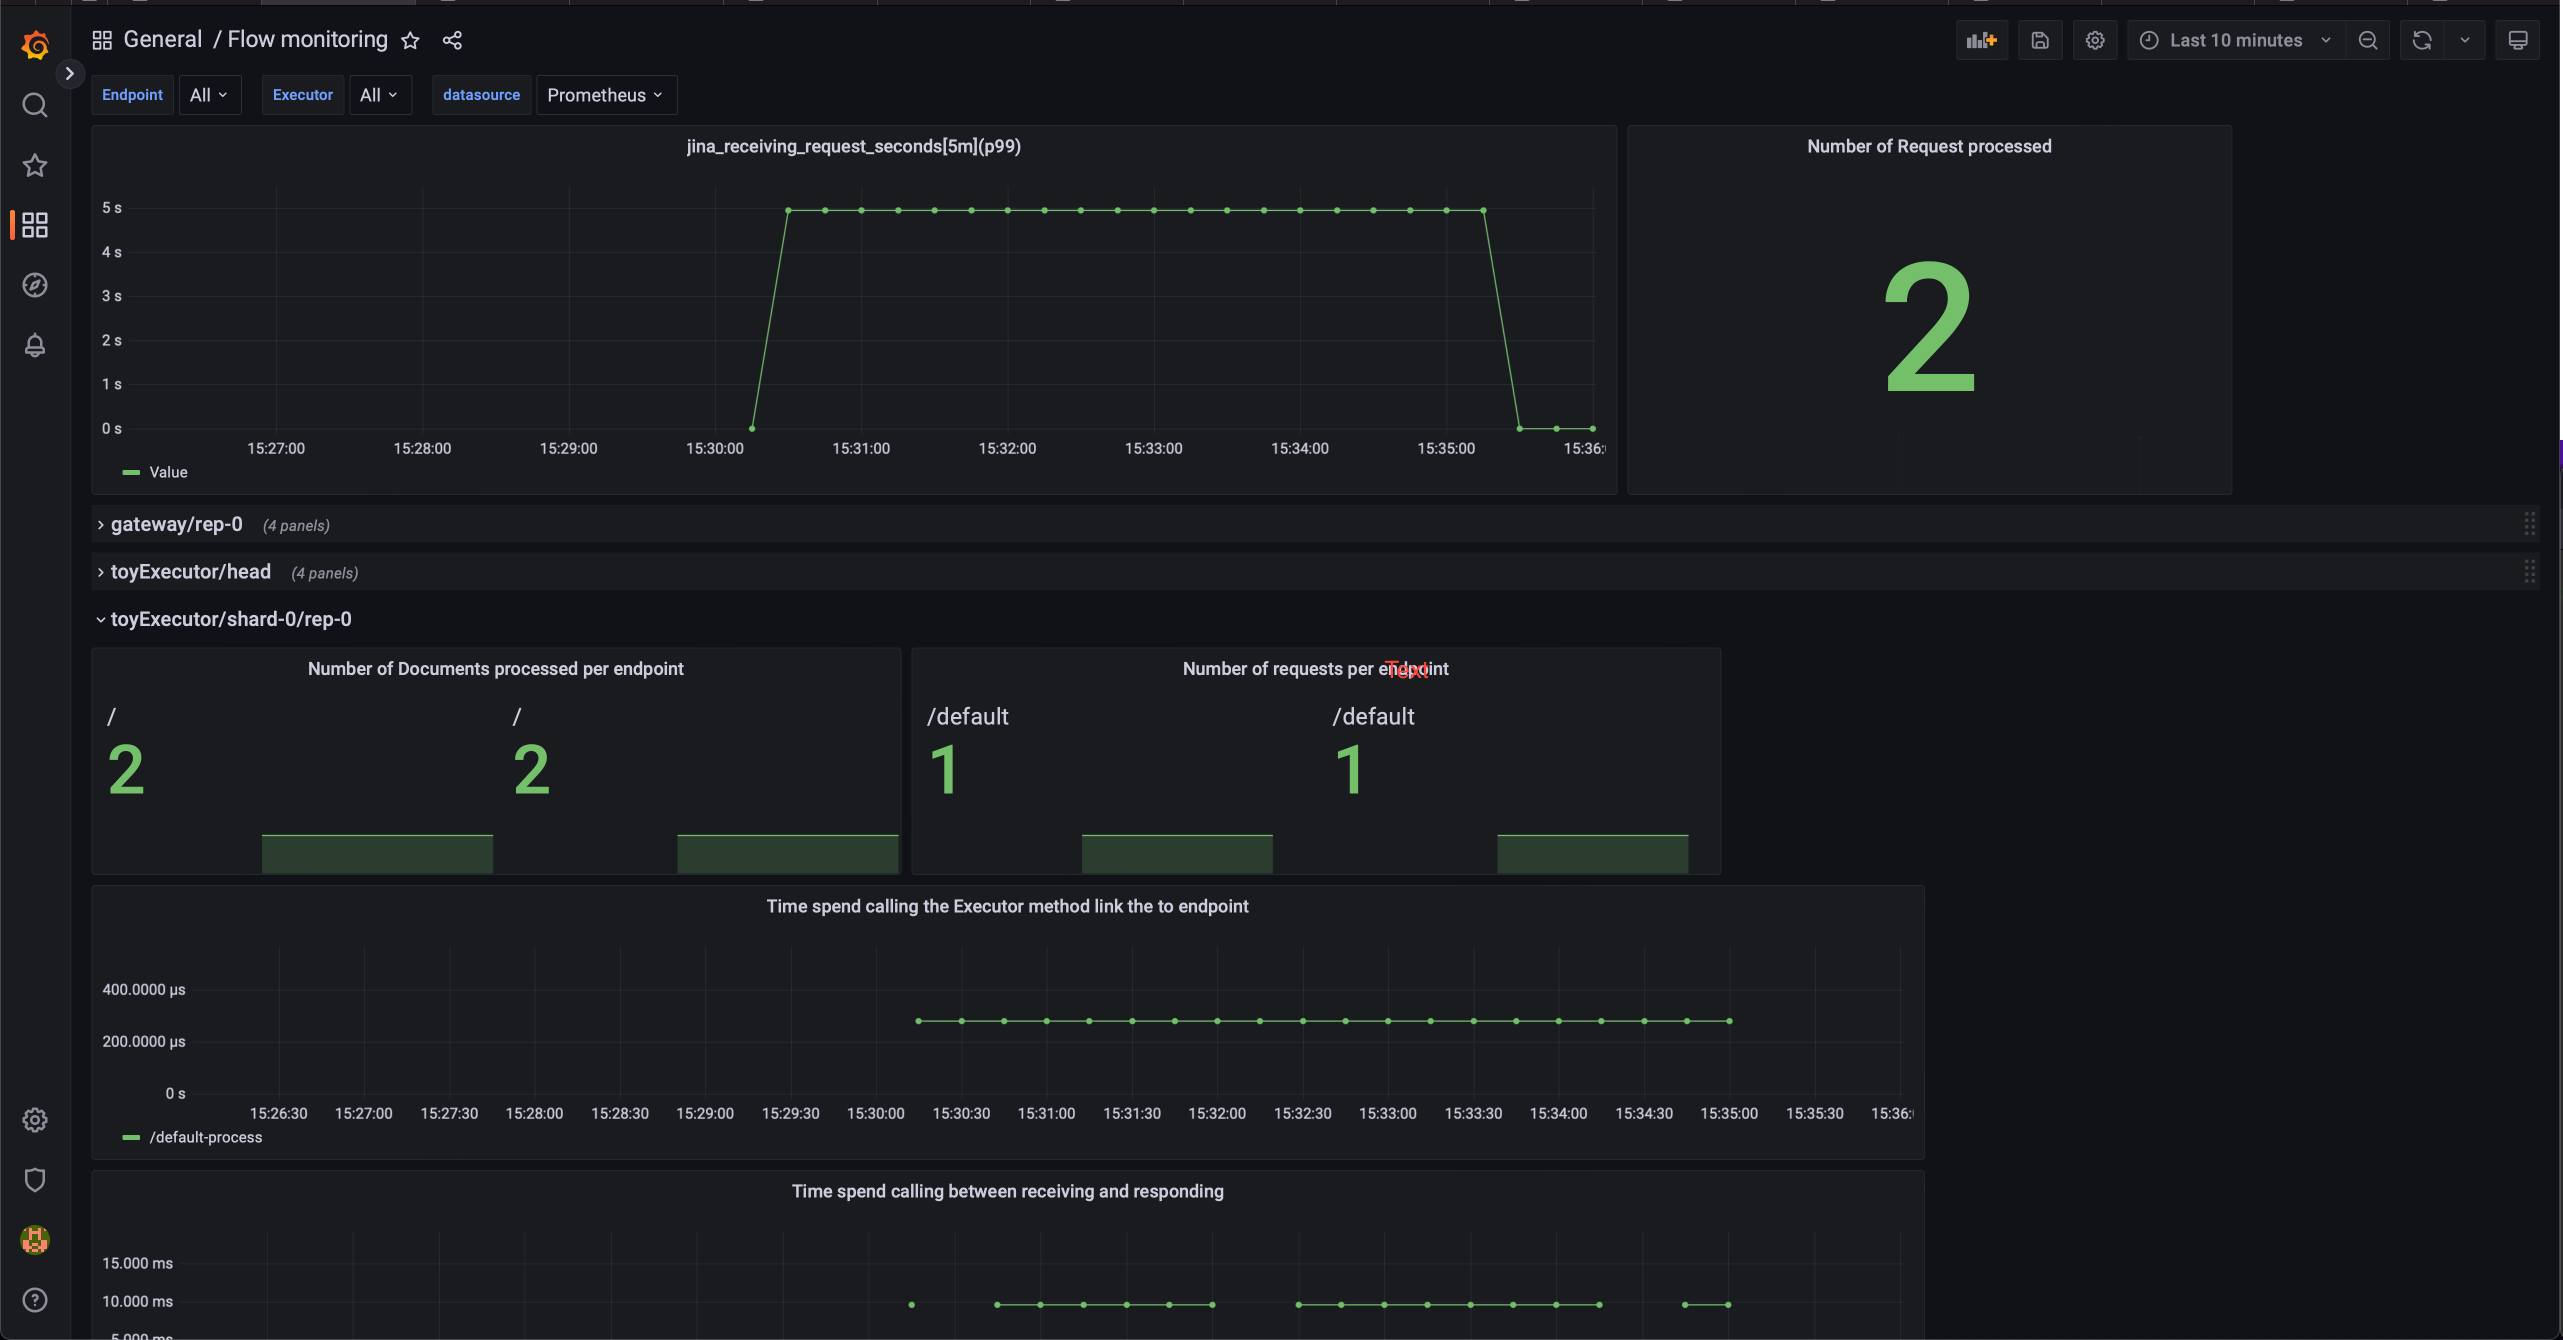 General / Flow monitoring
Last 10 minutes
Endpoint All Executor All datasource Prometheus
jina_receiving_request_seconds[5m](p99)
5 s
4 s
3 s
2 s
1 s
0 s
15:27:00 15:28:00 15:29:00 15:30:00 15:31:00 15:32:00 15:33:00 15:34:00 15:35:00 15:36:
Value
Number of Request processed
2
gateway/rep-0 (4 panels)
toyExecutor/head (4 panels)
toyExecutor/shard-0/rep-0
Number of Documents processed per endpoint
/ /
2 2
Number of requests per endpoint
Text
/default /default
1 1
Time spend calling the Executor method link the to endpoint
400.0000 µs
200.0000 µs
0 s
15:26:30 15:27:00 15:27:30 15:28:00 15:28:30 15:29:00 15:29:30 15:30:00 15:30:30 15:31:00 15:31:30 15:32:00 15:32:30 15:33:00 15:33:30 15:34:00 15:34:30 15:35:00 15:35:30 15:36:
/default-process
Time spend calling between receiving and responding
15.000 ms
10.000 ms
5.000 ms